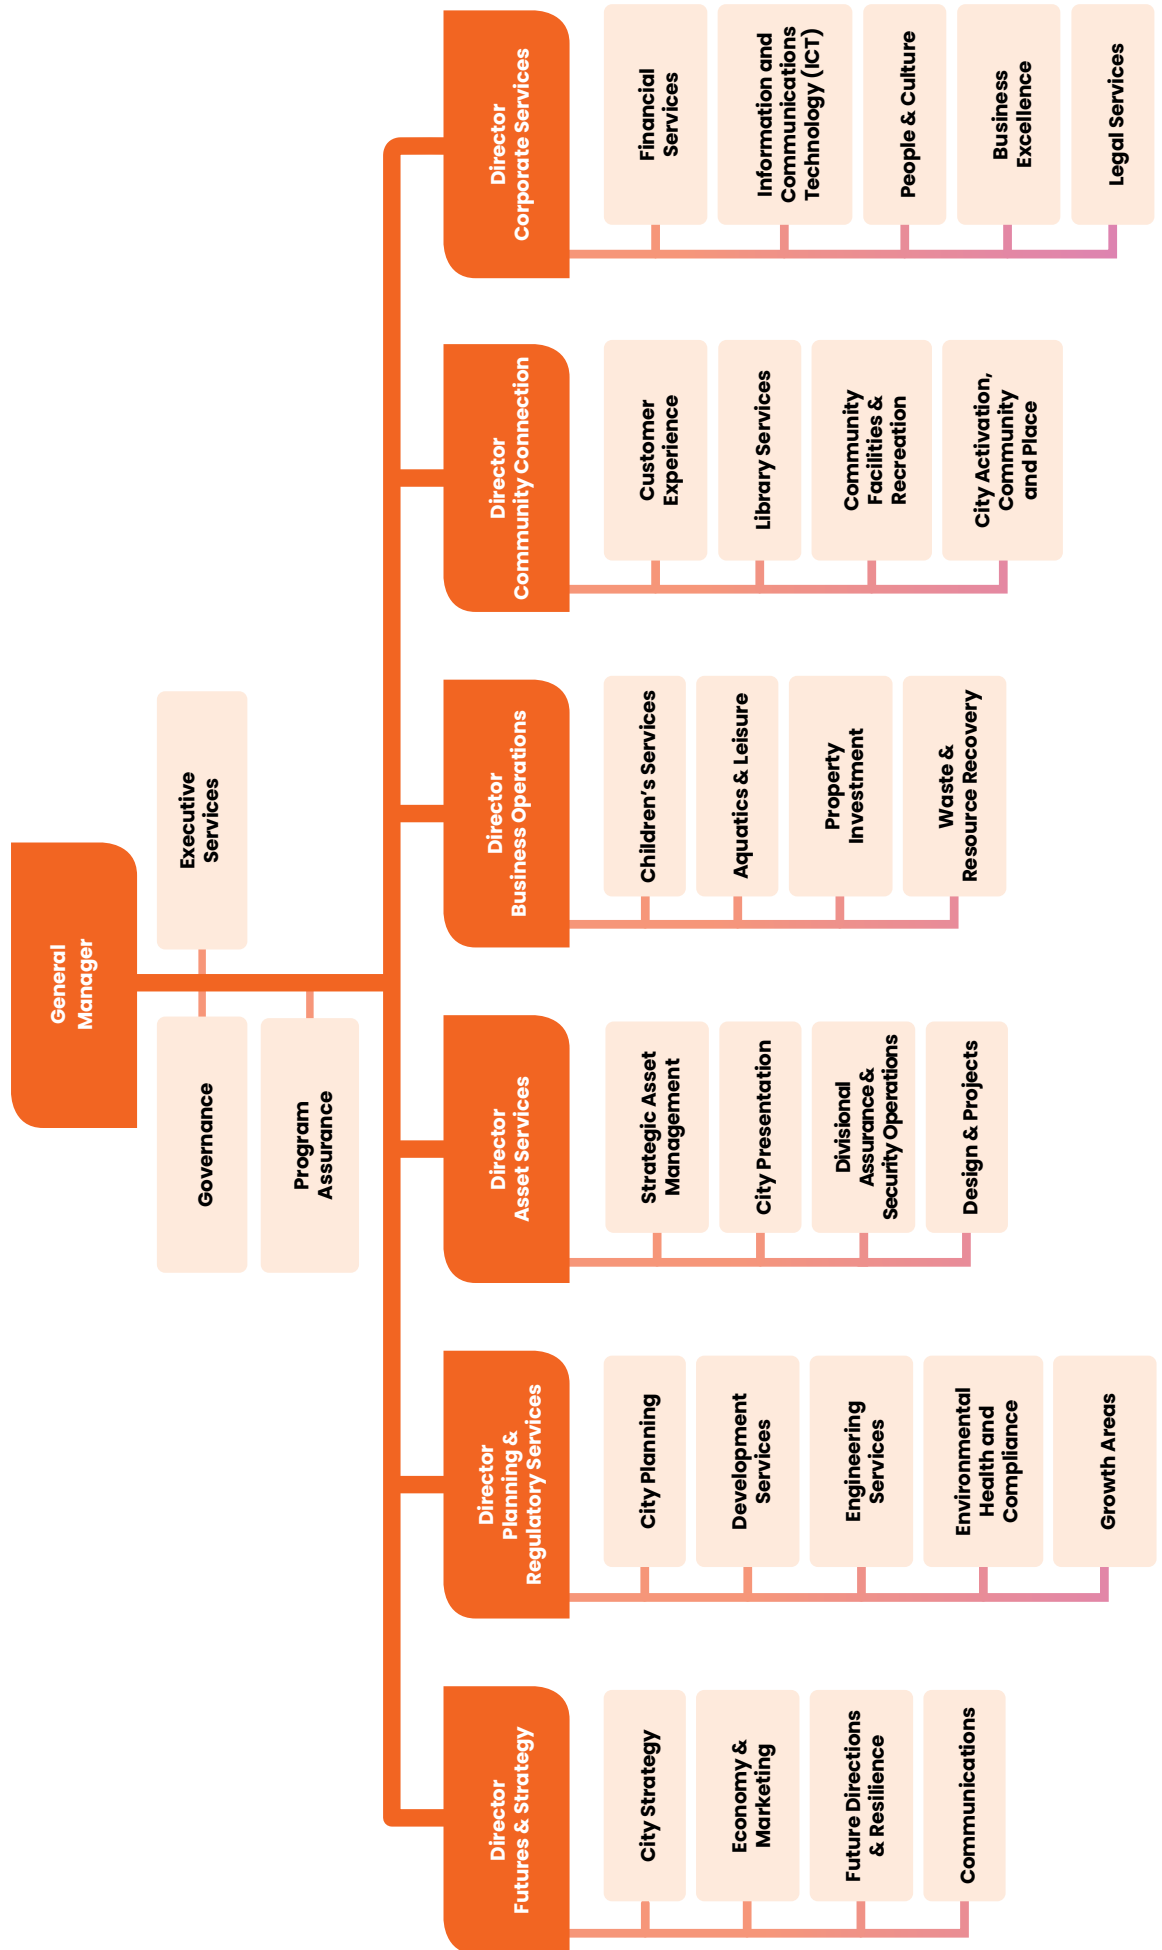 General
Manager
Governance
Executive
Services
Program
Assurance
Director
Futures & Strategy
City Strategy
Economy &
Marketing
Future Directions
& Resilience
Communications
Director
Planning &
Regulatory Services
City Planning
Development
Services
Engineering
Services
Environmental
Health and
Compliance
Growth Areas
Director
Asset Services
Strategic Asset
Management
City Presentation
Divisional
Assurance &
Security Operations
Design & Projects
Director
Business Operations
Children’s Services
Aquatics & Leisure
Property
Investment
Waste &
Resource Recovery
Director
Community Connection
Customer
Experience
Library Services
Community
Facilities &
Recreation
City Activation,
Community
and Place
Director
Corporate Services
Financial
Services
Information and
Communications
Technology (ICT)
People & Culture
Business
Excellence
Legal Services